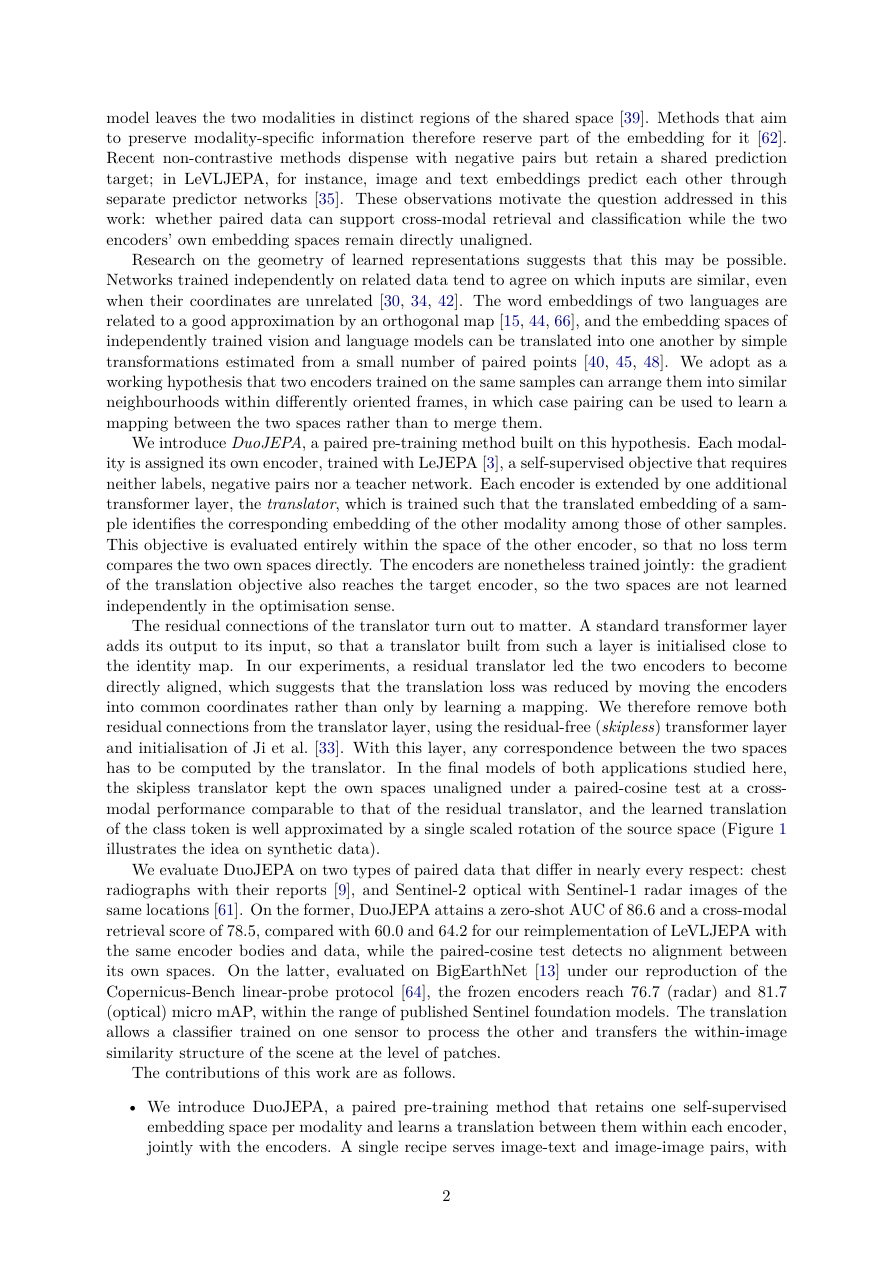 model leaves the two modalities in distinct regions of the shared space [39]. Methods that aim
to preserve modality-specific information therefore reserve part of the embedding for it [62].
Recent non-contrastive methods dispense with negative pairs but retain a shared prediction
target; in LeVLJEPA, for instance, image and text embeddings predict each other through
separate predictor networks [35]. These observations motivate the question addressed in this
work: whether paired data can support cross-modal retrieval and classification while the two
encoders' own embedding spaces remain directly unaligned.
Research on the geometry of learned representations suggests that this may be possible.
Networks trained independently on related data tend to agree on which inputs are similar, even
when their coordinates are unrelated [30, 34, 42]. The word embeddings of two languages are
related to a good approximation by an orthogonal map [15, 44, 66], and the embedding spaces of
independently trained vision and language models can be translated into one another by simple
transformations estimated from a small number of paired points [40, 45, 48]. We adopt as a
working hypothesis that two encoders trained on the same samples can arrange them into similar
neighbourhoods within differently oriented frames, in which case pairing can be used to learn a
mapping between the two spaces rather than to merge them.
We introduce DuoJEPA, a paired pre-training method built on this hypothesis. Each modal-
ity is assigned its own encoder, trained with LeJEPA [3], a self-supervised objective that requires
neither labels, negative pairs nor a teacher network. Each encoder is extended by one additional
transformer layer, the translator, which is trained such that the translated embedding of a sam-
ple identifies the corresponding embedding of the other modality among those of other samples.
This objective is evaluated entirely within the space of the other encoder, so that no loss term
compares the two own spaces directly. The encoders are nonetheless trained jointly: the gradient
of the translation objective also reaches the target encoder, so the two spaces are not learned
independently in the optimisation sense.
The residual connections of the translator turn out to matter. A standard transformer layer
adds its output to its input, so that a translator built from such a layer is initialised close to
the identity map. In our experiments, a residual translator led the two encoders to become
directly aligned, which suggests that the translation loss was reduced by moving the encoders
into common coordinates rather than only by learning a mapping. We therefore remove both
residual connections from the translator layer, using the residual-free (skipless) transformer layer
and initialisation of Ji et al. [33]. With this layer, any correspondence between the two spaces
has to be computed by the translator. In the final models of both applications studied here,
the skipless translator kept the own spaces unaligned under a paired-cosine test at a cross-
modal performance comparable to that of the residual translator, and the learned translation
of the class token is well approximated by a single scaled rotation of the source space (Figure 1
illustrates the idea on synthetic data).
We evaluate DuoJEPA on two types of paired data that differ in nearly every respect: chest
radiographs with their reports [9], and Sentinel-2 optical with Sentinel-1 radar images of the
same locations [61]. On the former, DuoJEPA attains a zero-shot AUC of 86.6 and a cross-modal
retrieval score of 78.5, compared with 60.0 and 64.2 for our reimplementation of LeVLJEPA with
the same encoder bodies and data, while the paired-cosine test detects no alignment between
its own spaces. On the latter, evaluated on BigEarthNet [13] under our reproduction of the
Copernicus-Bench linear-probe protocol [64], the frozen encoders reach 76.7 (radar) and 81.7
(optical) micro mAP, within the range of published Sentinel foundation models. The translation
allows a classifier trained on one sensor to process the other and transfers the within-image
similarity structure of the scene at the level of patches.
The contributions of this work are as follows.
• We introduce DuoJEPA, a paired pre-training method that retains one self-supervised
embedding space per modality and learns a translation between them within each encoder,
jointly with the encoders. A single recipe serves image-text and image-image pairs, with
2